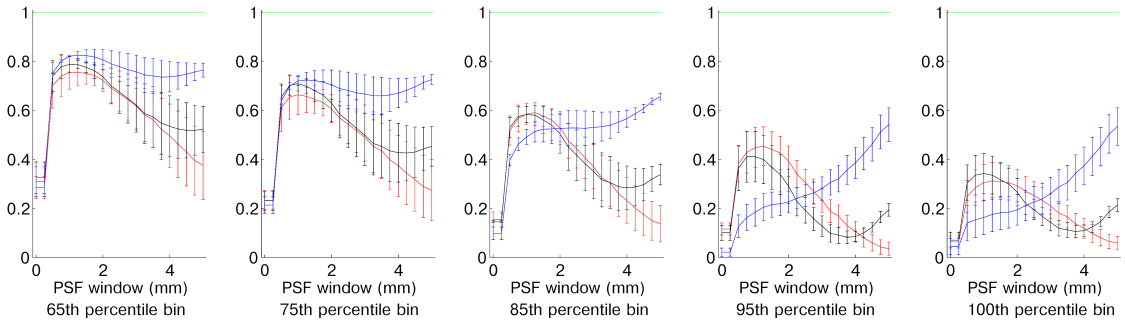 1 1 1 1 1
0.8 0.8 0.8 0.8 0.8
0.6 0.6 0.6 0.6 0.6
0.4 0.4 0.4 0.4 0.4
0.2 0.2 0.2 0.2 0.2
0 0 0 0 0
0 2 4 0 2 4 0 2 4 0 2 4 0 2 4
PSF window (mm) PSF window (mm) PSF window (mm) PSF window (mm) PSF window (mm)
65th percentile bin 75th percentile bin 85th percentile bin 95th percentile bin 100th percentile bin